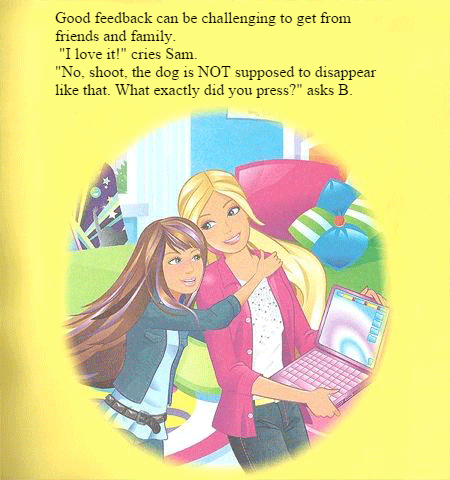 Good feedback can be challenging to get from
friends and family.
"I love it!" cries Sam.
"No, shoot, the dog is NOT supposed to disappear
like that. What exactly did you press?" asks B.